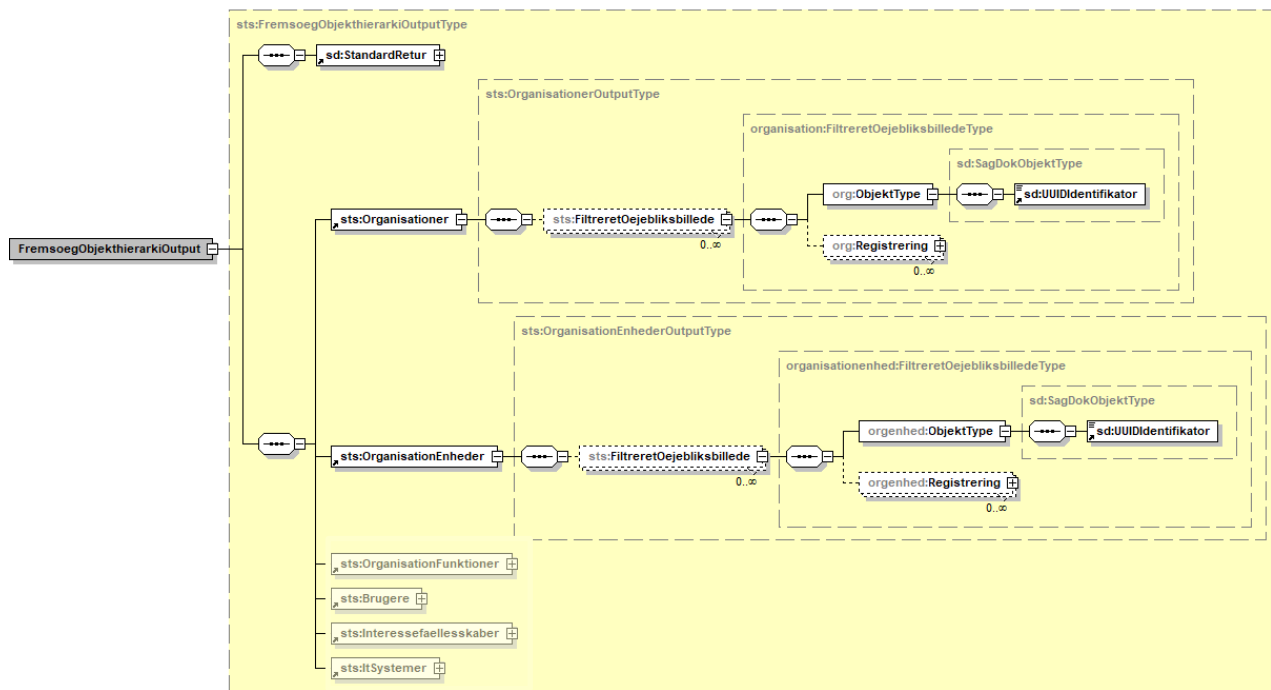 sts:FremsoegObjekthierarkiOutputType
sd:StandardRetur
sts:OrganisationerOutputType
organisation:FiltreretOejebliksbilledeType
sd:SagDokObjektType
org:ObjektType
sd:UUIDIdentifikator
sts:Organisationer
sts:FiltreretOejebliksbillede
0..∞
org:Registrering
0..∞
FremsoegObjekthierarkiOutput
sts:OrganisationEnhederOutputType
organisationenhed:FiltreretOejebliksbilledeType
sd:SagDokObjektType
orgenhed:ObjektType
sd:UUIDIdentifikator
sts:OrganisationEnheder
sts:FiltreretOejebliksbillede
0..∞
orgenhed:Registrering
0..∞
sts:OrganisationFunktioner
sts:Brugere
sts:Interessefaellesskaber
sts:ItSystemer